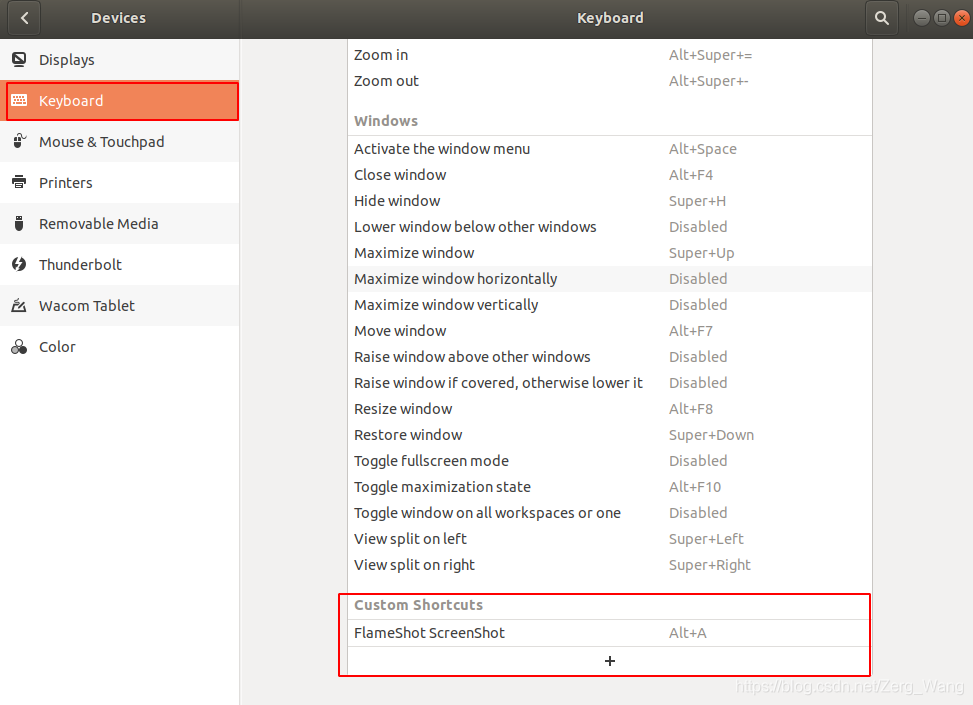 Devices
Keyboard
Displays
Keyboard
Mouse & Touchpad
Printers
Removable Media
Thunderbolt
Wacom Tablet
Color
Zoom in Alt+Super+=
Zoom out Alt+Super+-
Windows
Activate the window menu Alt+Space
Close window Alt+F4
Hide window Super+H
Lower window below other windows Disabled
Maximize window Super+Up
Maximize window horizontally Disabled
Maximize window vertically Disabled
Move window Alt+F7
Raise window above other windows Disabled
Raise window if covered, otherwise lower it Disabled
Resize window Alt+F8
Restore window Super+Down
Toggle fullscreen mode Disabled
Toggle maximization state Alt+F10
Toggle window on all workspaces or one Disabled
View split on left Super+Left
View split on right Super+Right
Custom Shortcuts
FlameShot ScreenShot Alt+A
+
https://blog.csdn.net/Zerg_Wang